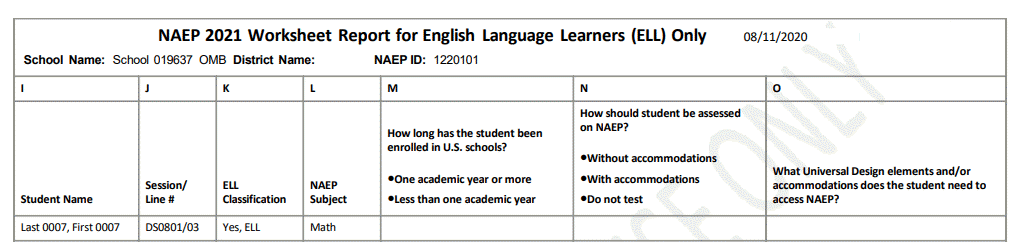 NAEP 2021 Worksheet Report for English Language Learners (ELL) Only 08/11/2020
School Name: School 019637 OMB District Name: NAEP ID: 1220101
I J K L M N O
Student Name
Session/
Line #
ELL
Classification
NAEP
Subject
How long has the student been
enrolled in U.S. schools?
●One academic year or more
●Less than one academic year
How should student be assessed
on NAEP?
●Without accommodations
●With accommodations
●Do not test
What Universal Design elements and/or
accommodations does the student need to
access NAEP?
Last 0007, First 0007 DS0801/03 Yes, ELL Math
ONLY